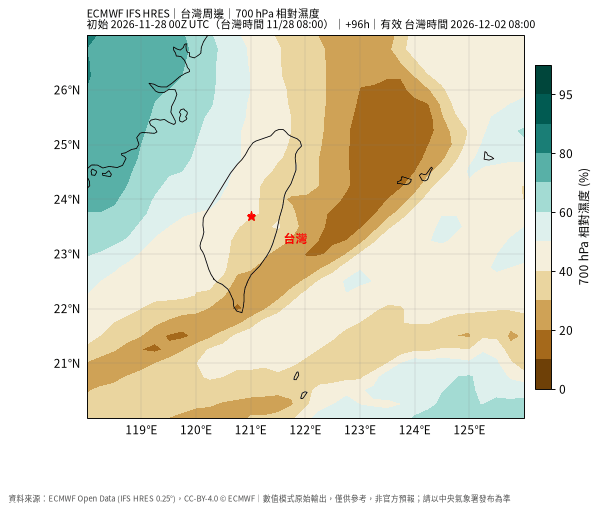 ECMWF IFS HRES｜台灣周邊｜700 hPa 相對濕度
初始 2026-11-28 00Z UTC（台灣時間 11/28 08:00）｜+96h｜有效 台灣時間 2026-12-02 08:00
26°N
25°N
24°N
23°N
22°N
21°N
119°E
120°E
121°E
122°E
123°E
124°E
125°E
台灣
95
80
60
40
20
0
700 hPa 相對濕度 (%)
資料來源：ECMWF Open Data (IFS HRES 0.25°)，CC-BY-4.0 © ECMWF｜數值模式原始輸出，僅供參考，非官方預報；請以中央氣象署發布為準